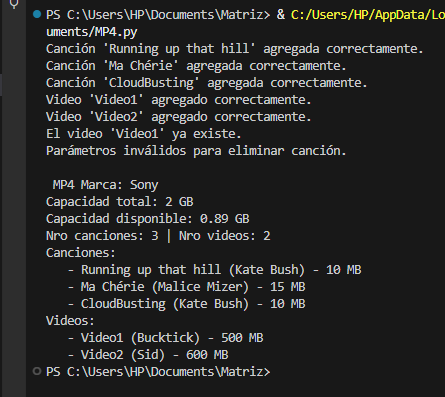 PS C:\Users\HP\Documents\Matriz> & C:/Users/HP/AppData/Lo
uments/MP4.py
Canción 'Running up that hill' agregada correctamente.
Canción 'Ma Chérie' agregada correctamente.
Canción 'CloudBusting' agregada correctamente.
Video 'Video1' agregado correctamente.
Video 'Video2' agregado correctamente.
El video 'Video1' ya existe.
Parámetros inválidos para eliminar canción.
MP4 Marca: Sony
Capacidad total: 2 GB
Capacidad disponible: 0.89 GB
Nro canciones: 3 | Nro videos: 2
Canciones:
- Running up that hill (Kate Bush) - 10 MB
- Ma Chérie (Malice Mizer) - 15 MB
- CloudBusting (Kate Bush) - 10 MB
Videos:
- Video1 (Bucktick) - 500 MB
- Video2 (Sid) - 600 MB
PS C:\Users\HP\Documents\Matriz>